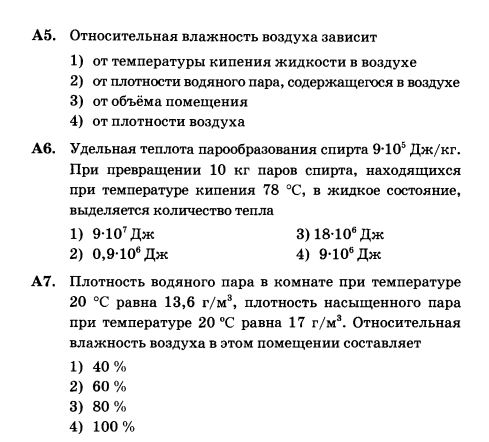 А5. Относительная влажность воздуха зависит
1) от температуры кипения жидкости в воздухе
2) от плотности водяного пара, содержащегося в воздухе
3) от объёма помещения
4) от плотности воздуха
А6. Удельная теплота парообразования спирта 9·10⁵ Дж/кг.
При превращении 10 кг паров спирта, находящихся
при температуре кипения 78 °С, в жидкое состояние,
выделяется количество тепла
1) 9·10⁷ Дж 3) 18·10⁶ Дж
2) 0,9·10⁶ Дж 4) 9·10⁶ Дж
А7. Плотность водяного пара в комнате при температуре
20 °С равна 13,6 г/м³, плотность насыщенного пара
при температуре 20 °С равна 17 г/м³. Относительная
влажность воздуха в этом помещении составляет
1) 40 %
2) 60 %
3) 80 %
4) 100 %